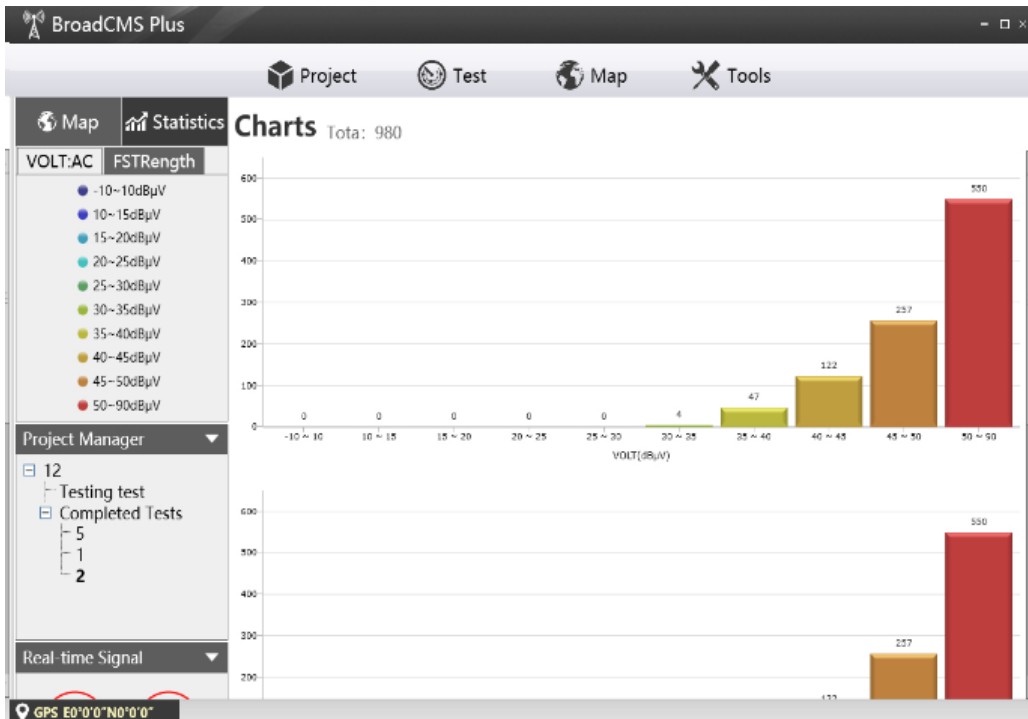 BroadCMS Plus
Project Test Map Tools
Map Statistics
Charts Tota: 980
VOLT:AC FSTRength
-10~10dBµV
10~15dBµV
15~20dBµV
20~25dBµV
25~30dBµV
30~35dBµV
35~40dBµV
40~45dBµV
45~50dBµV
50~90dBµV
Project Manager
12
Testing test
Completed Tests
5
1
2
Real-time Signal
GPS E0°0'0"N0°0'0"
600
500
400
300
200
100
0
0 0 0 0 0 4 47 122 257 550
-10 ~ 10 10 ~ 15 15 ~ 20 20 ~ 25 25 ~ 30 30 ~ 35 35 ~ 40 40 ~ 45 45 ~ 50 50 ~ 90
VOLT(dBµV)
600
500
400
300
200
122 257 550